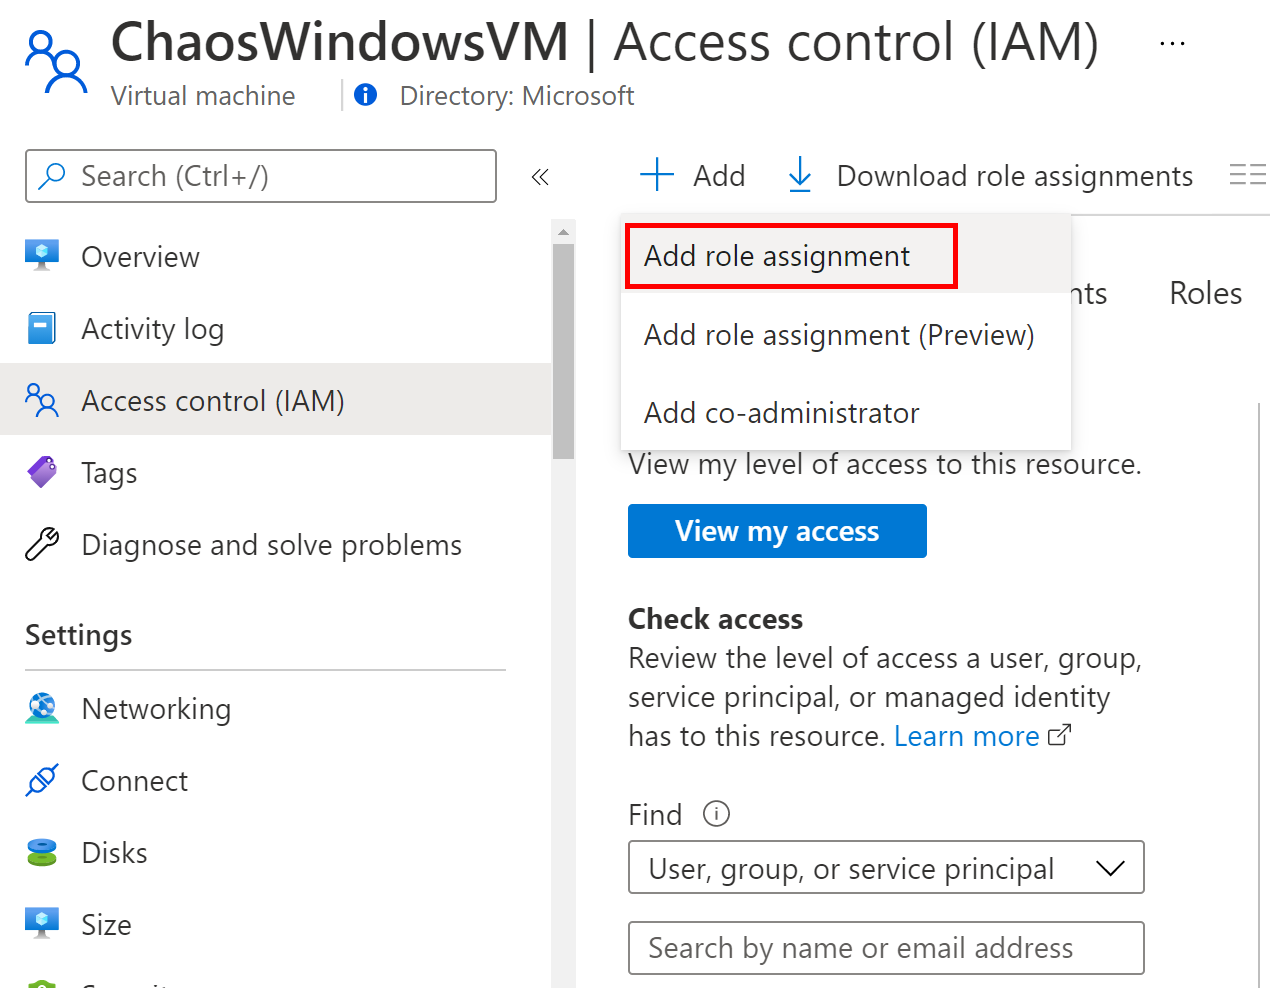 ChaosWindowsVM | Access control (IAM) ...
Virtual machine
Directory: Microsoft
Search (Ctrl+/)
Overview
Activity log
Access control (IAM)
Tags
Diagnose and solve problems
Settings
Networking
Connect
Disks
Size
Add
Download role assignments
Add role assignment
Add role assignment (Preview)
Add co-administrator
Roles
View my level of access to this resource.
View my access
Check access
Review the level of access a user, group,
service principal, or managed identity
has to this resource. Learn more
Find
User, group, or service principal
Search by name or email address